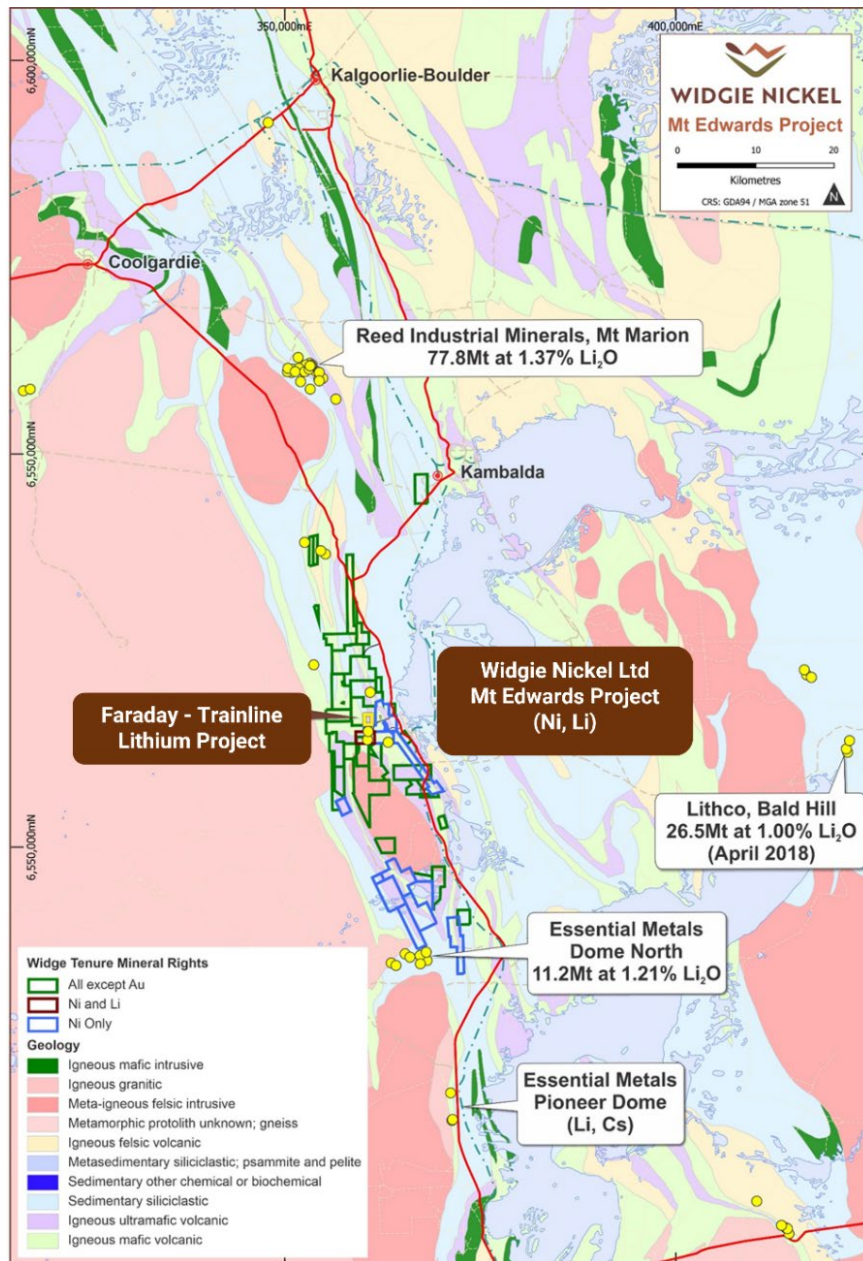 350,000mE
400,000mE
6,600,000mN
Kalgoorlie-Boulder
WIDGIE NICKEL
Mt Edwards Project
0 10 20
Kilometres
CRS: GDA94 / MGA zone 51
N
Coolgardie
Reed Industrial Minerals, Mt Marion
77.8Mt at 1.37% Li₂O
6,550,000mN
Kambalda
Widgie Nickel Ltd
Mt Edwards Project
(Ni, Li)
Faraday - Trainline
Lithium Project
Lithco, Bald Hill
26.5Mt at 1.00% Li₂O
(April 2018)
6,550,000mN
Essential Metals
Dome North
11.2Mt at 1.21% Li₂O
Essential Metals
Pioneer Dome
(Li, Cs)
Widge Tenure Mineral Rights
All except Au
Ni and Li
Ni Only
Geology
Igneous mafic intrusive
Igneous granitic
Meta-igneous felsic intrusive
Metamorphic protolith unknown; gneiss
Igneous felsic volcanic
Metasedimentary siliciclastic; psammite and pelite
Sedimentary other chemical or biochemical
Sedimentary siliciclastic
Igneous ultramafic volcanic
Igneous mafic volcanic